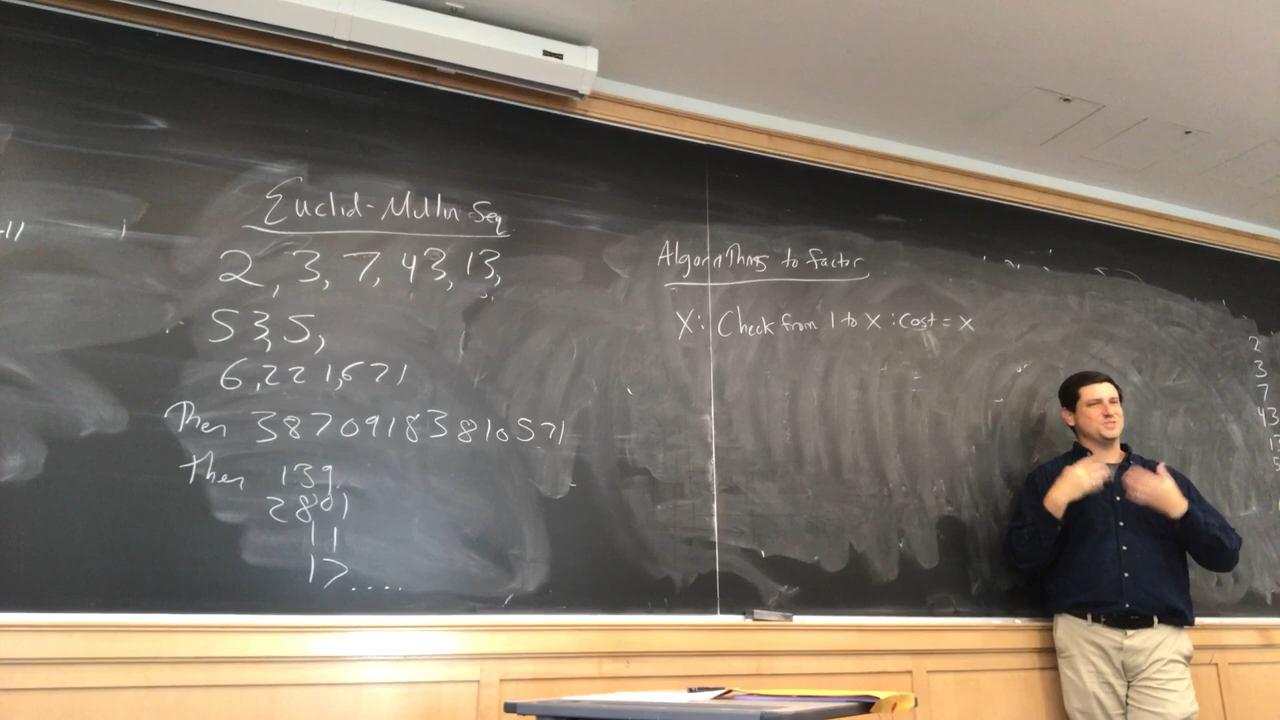 Euclid-Mullin Seq
2, 3, 7, 43, 13,
53, 5,
6,221,671
Then 38709183810571
then 139,
2801
11
17....
Algorithms to factor
X: Check from 1 to X : Cost = X
2
3
7
43